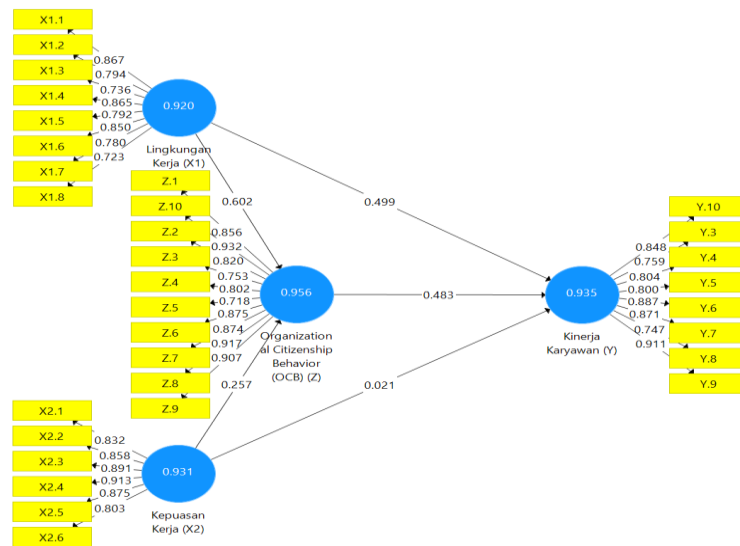 X1.1
X1.2
X1.3
X1.4
X1.5
X1.6
X1.7
X1.8
0.867
0.794
0.736
0.865
0.792
0.850
0.780
0.723
0.920
Lingkungan
Kerja (X1)
0.602
0.499
Z.1
Z.10
Z.2
Z.3
Z.4
Z.5
Z.6
Z.7
Z.8
Z.9
0.856
0.932
0.820
0.753
0.802
0.718
0.875
0.874
0.917
0.907
0.956
Organization
al Citizenship
Behavior
(OCB) (Z)
0.483
0.257
0.021
0.935
Kinerja
Karyawan (Y)
0.848
0.759
0.804
0.800
0.887
0.871
0.747
0.911
Y.10
Y.3
Y.4
Y.5
Y.6
Y.7
Y.8
Y.9
X2.1
X2.2
X2.3
X2.4
X2.5
X2.6
0.832
0.858
0.891
0.913
0.875
0.803
0.931
Kepuasan
Kerja (X2)